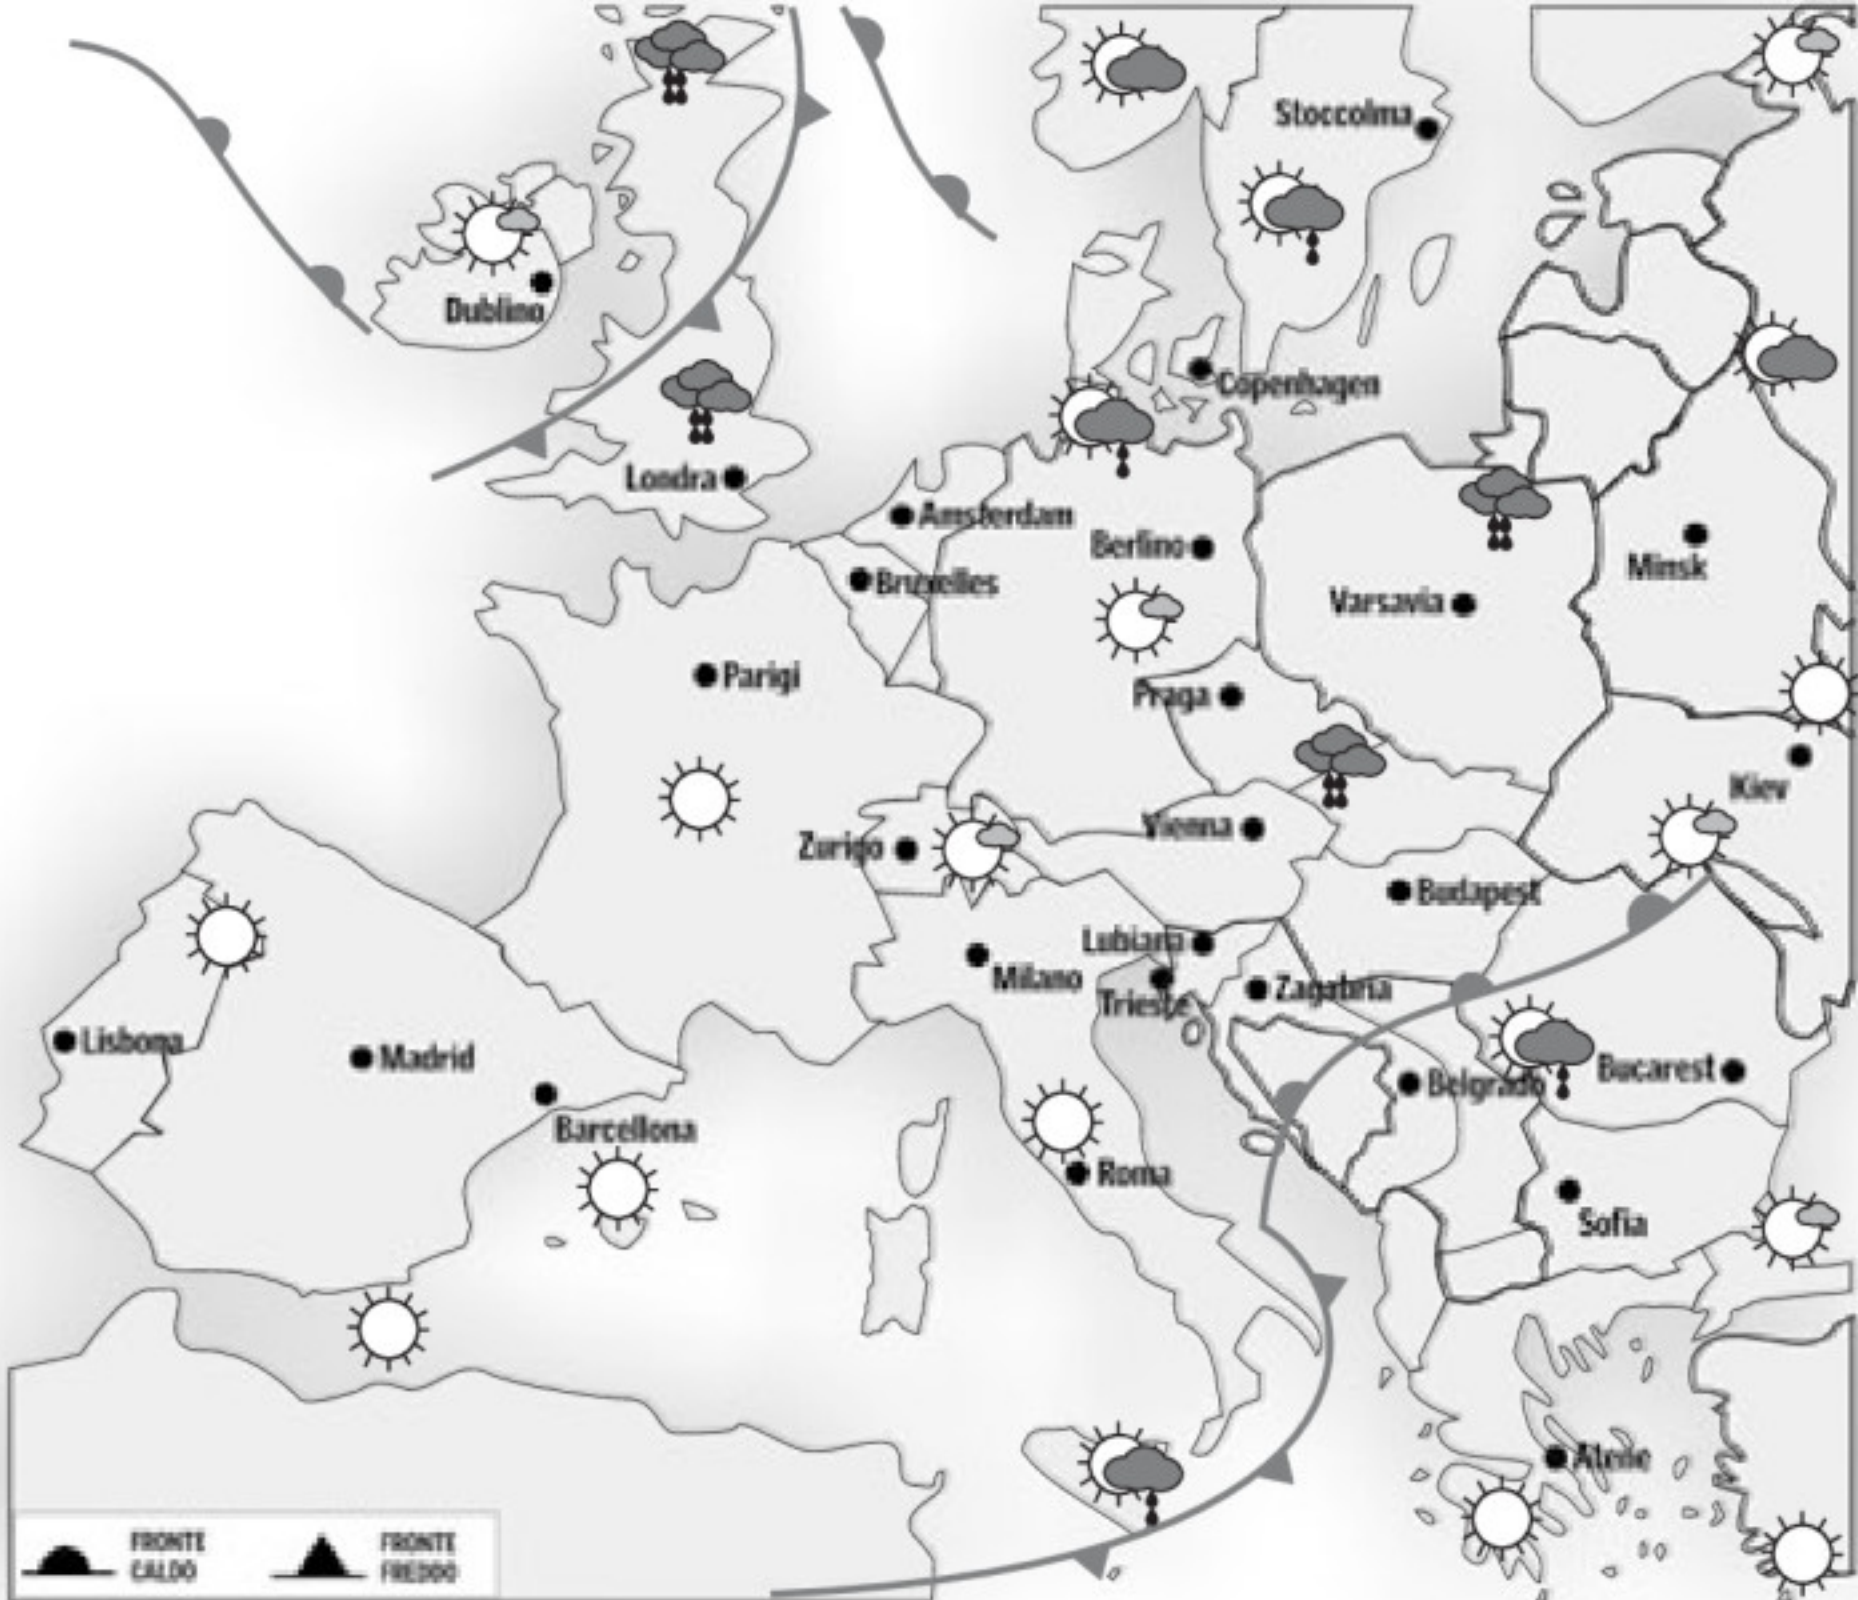 Stoccolma
Dublino
Copenhagen
Londra
Amsterdam
Berlino
Minsk
Bruxelles
Varsavia
Parigi
Praga
Kiev
Vienna
Zurigo
Budapest
Lubiana
Milano
Zagabria
Trieste
Lisbona
Madrid
Belgrado
Bucarest
Barcellona
Roma
Sofia
Atene
FRONTE
CALDO
FRONTE
FREDDO